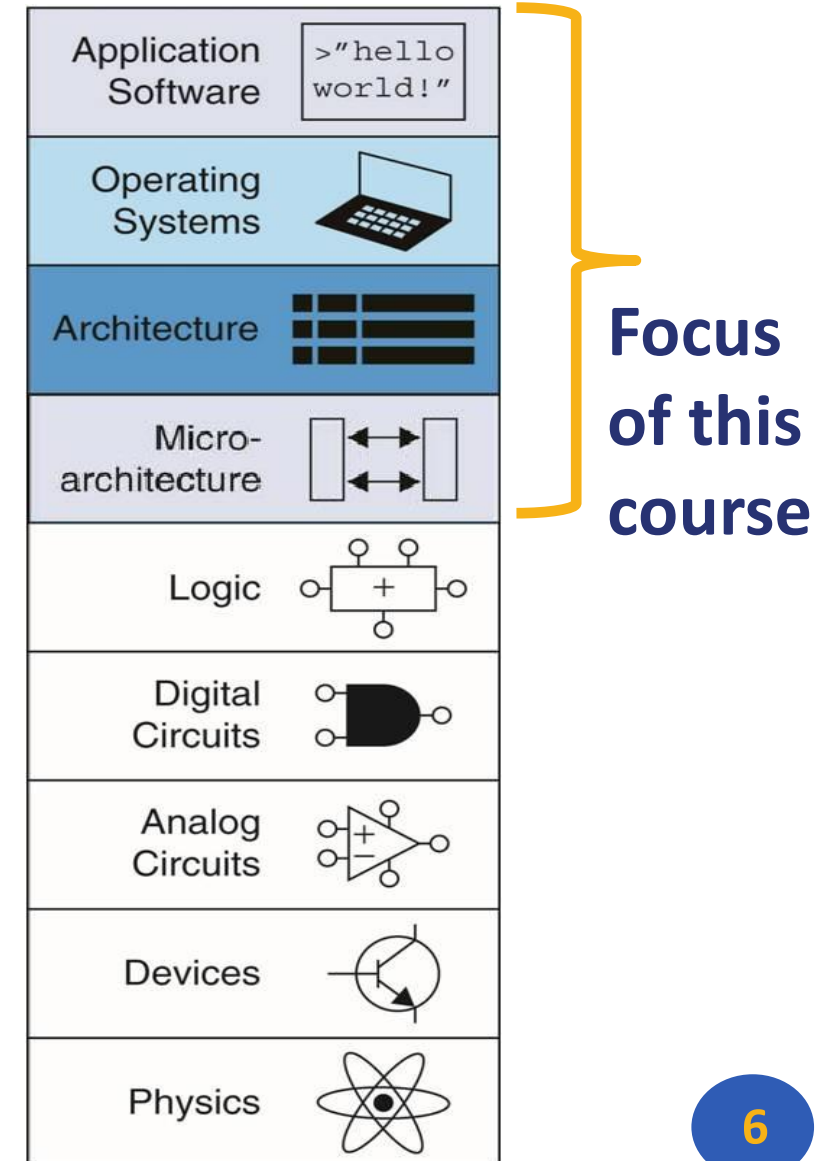 Application
Software
>"hello
world!"
Operating
Systems
Architecture
Micro-
architecture
Logic
+
Digital
Circuits
Analog
Circuits
+
−
Devices
Physics
Focus
of this
course
6